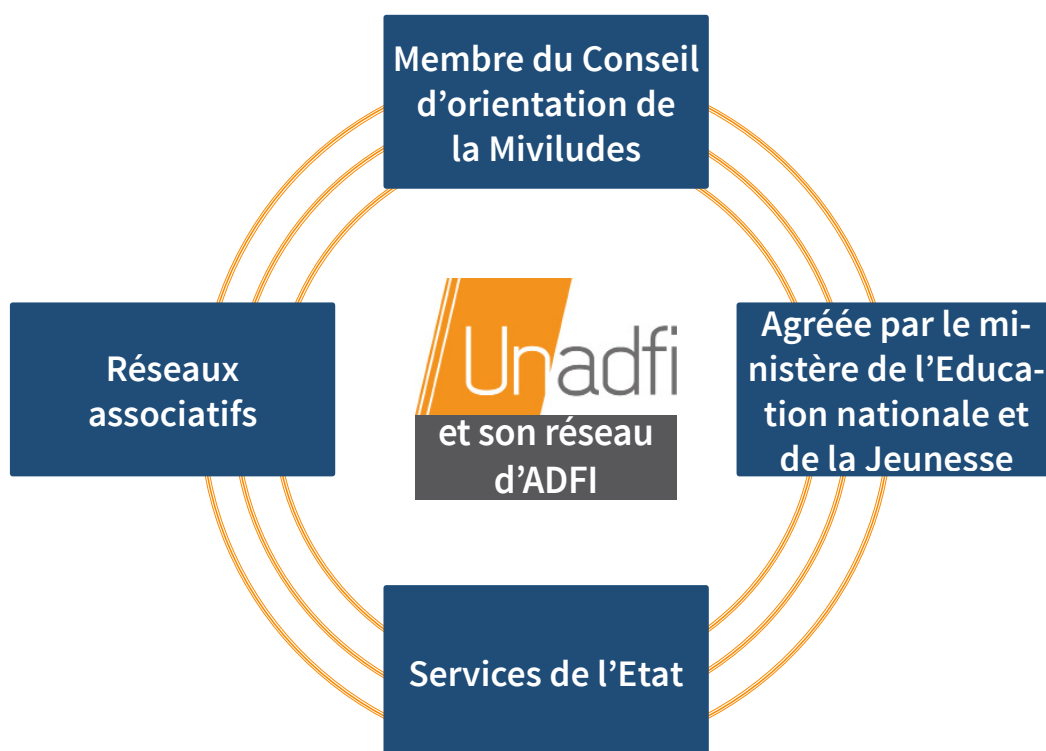 Membre du Conseil
d’orientation de
la Miviludes
Réseaux
associatifs
Unadfi
et son réseau
d’ADFI
Agréée par le mi-
nistère de l’Educa-
tion nationale et
de la Jeunesse
Services de l’Etat